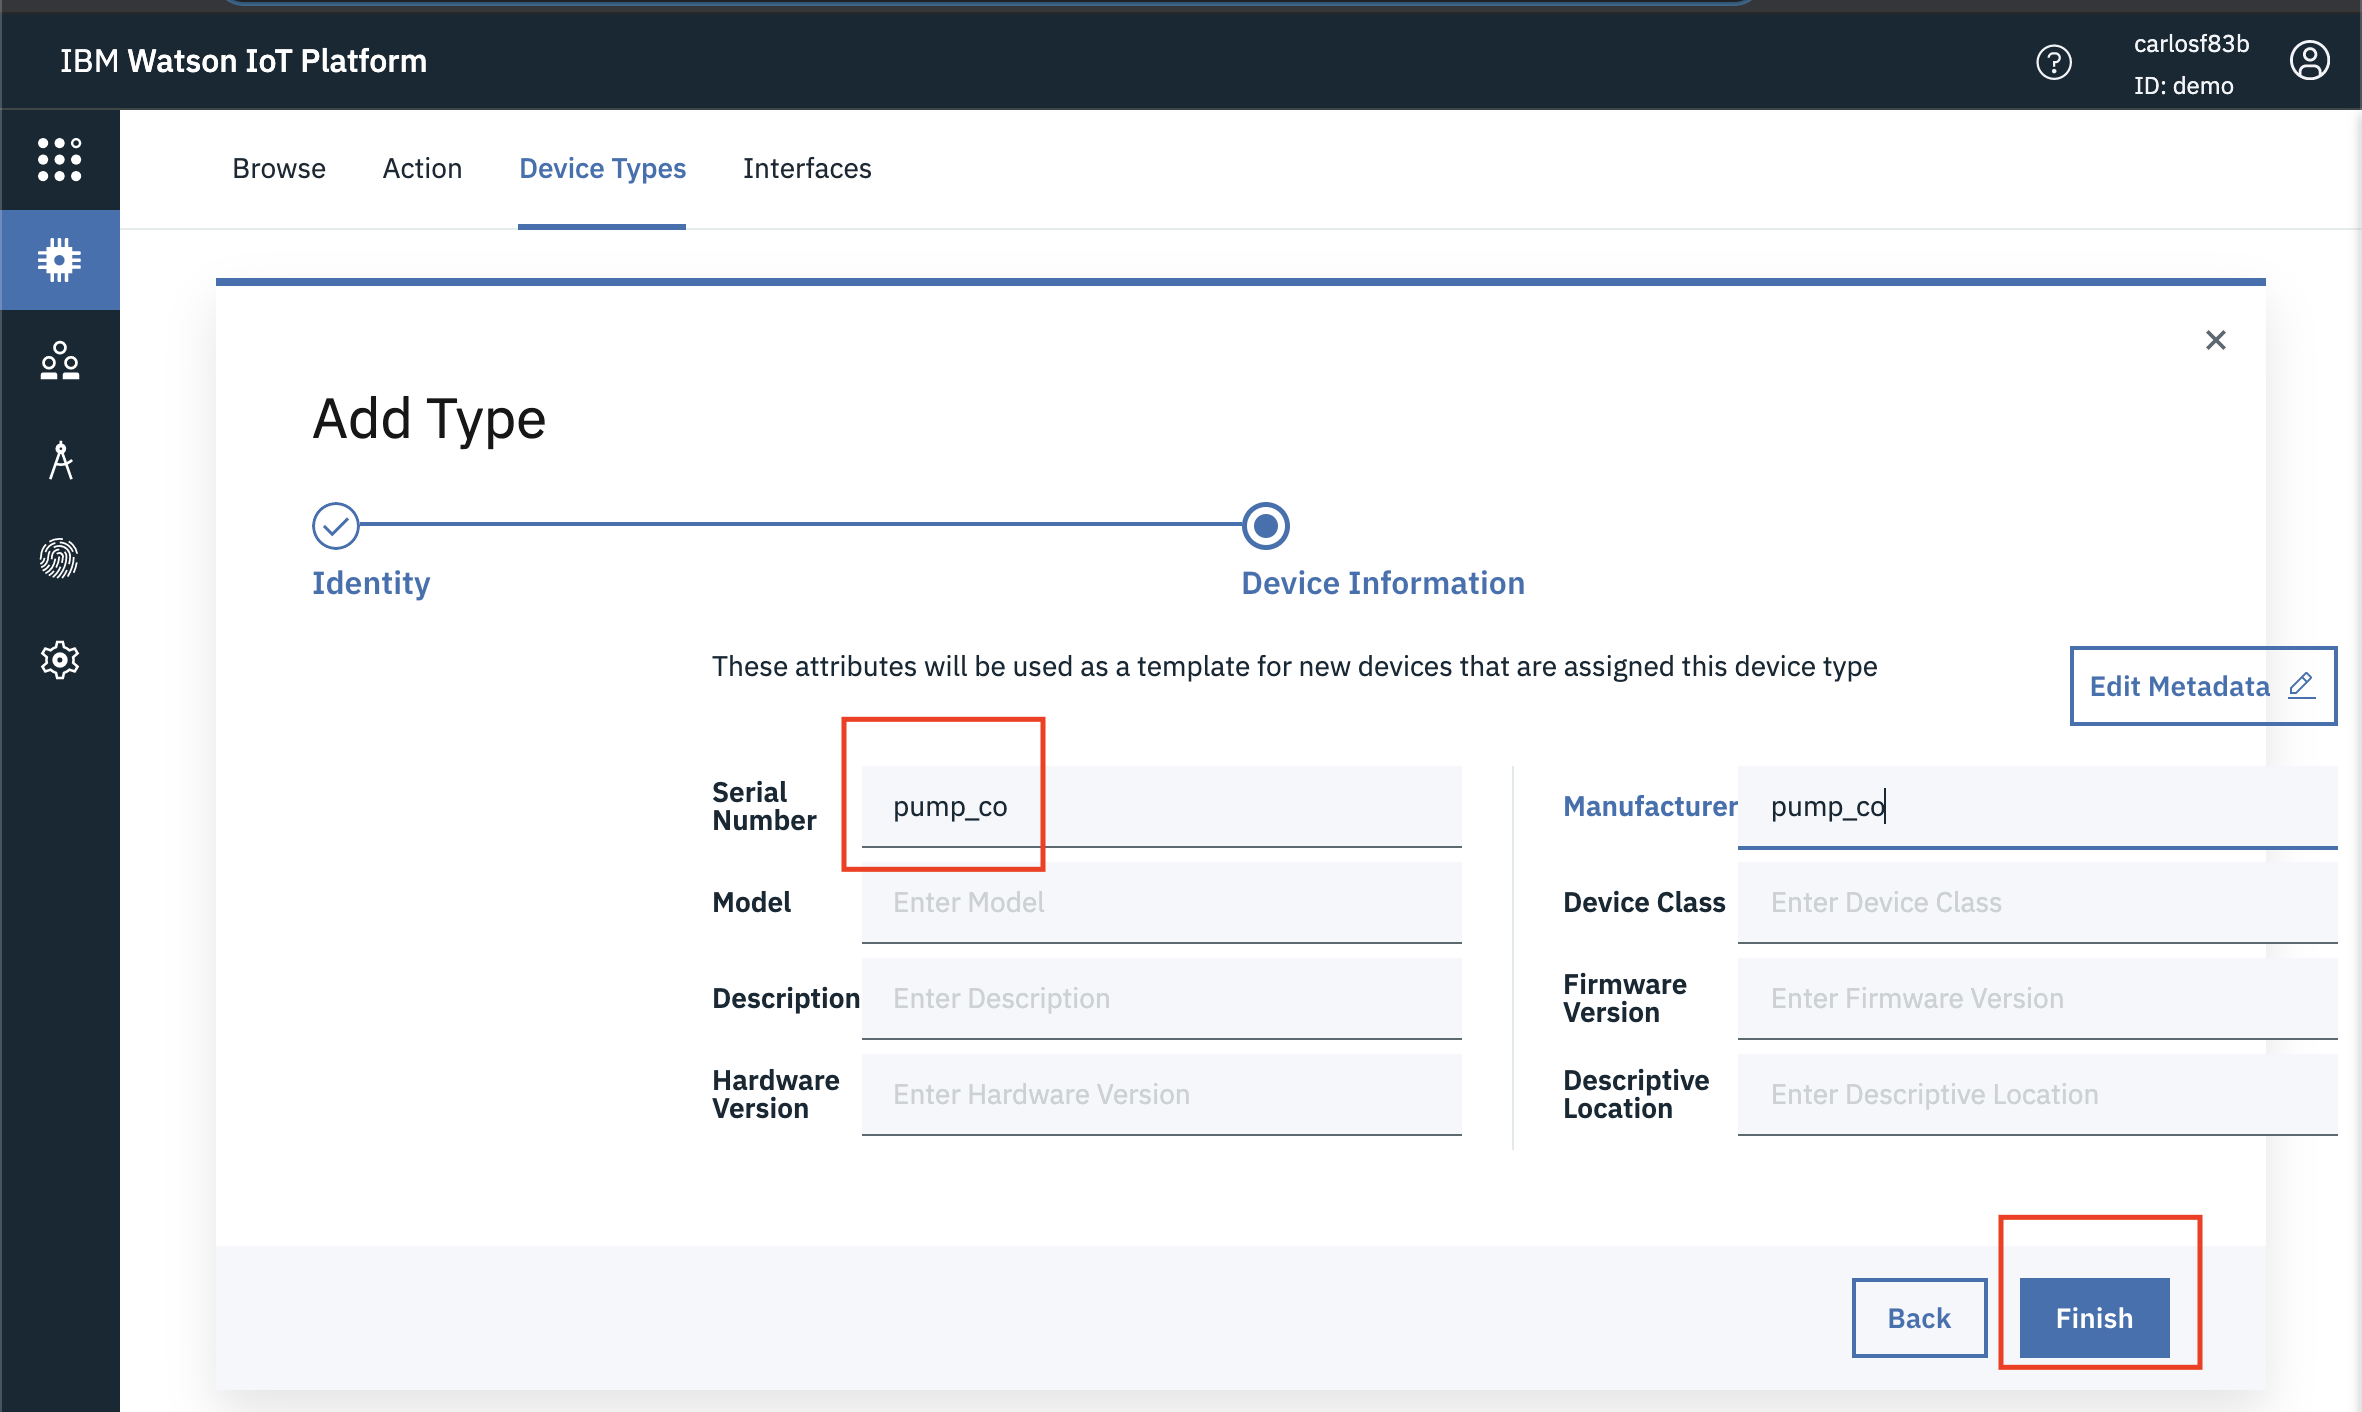 IBM Watson IoT Platform
carlosf83b
ID: demo
Browse
Action
Device Types
Interfaces
Add Type
Identity
Device Information
These attributes will be used as a template for new devices that are assigned this device type
Edit Metadata
Serial
Number
pump_co
Manufacturer
pump_co
Model
Enter Model
Device Class
Enter Device Class
Description
Enter Description
Firmware
Version
Enter Firmware Version
Hardware
Version
Enter Hardware Version
Descriptive
Location
Enter Descriptive Location
Back
Finish